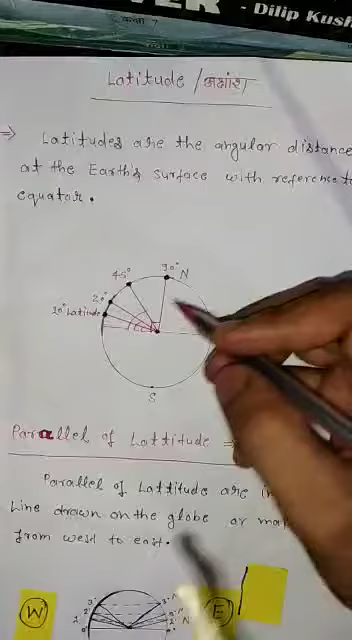 - Dilip Kush
कक्षा 7
Latitude / अक्षांश
⇒ Latitudes are the angular distance
at the Earth's surface with reference to
equator.
90° N
45°
20°
10° Latitude
S
Parallel of Lattitude ⇒
Parallel of Lattitude are
Line drawn on the globe or
from west to east.
W
E